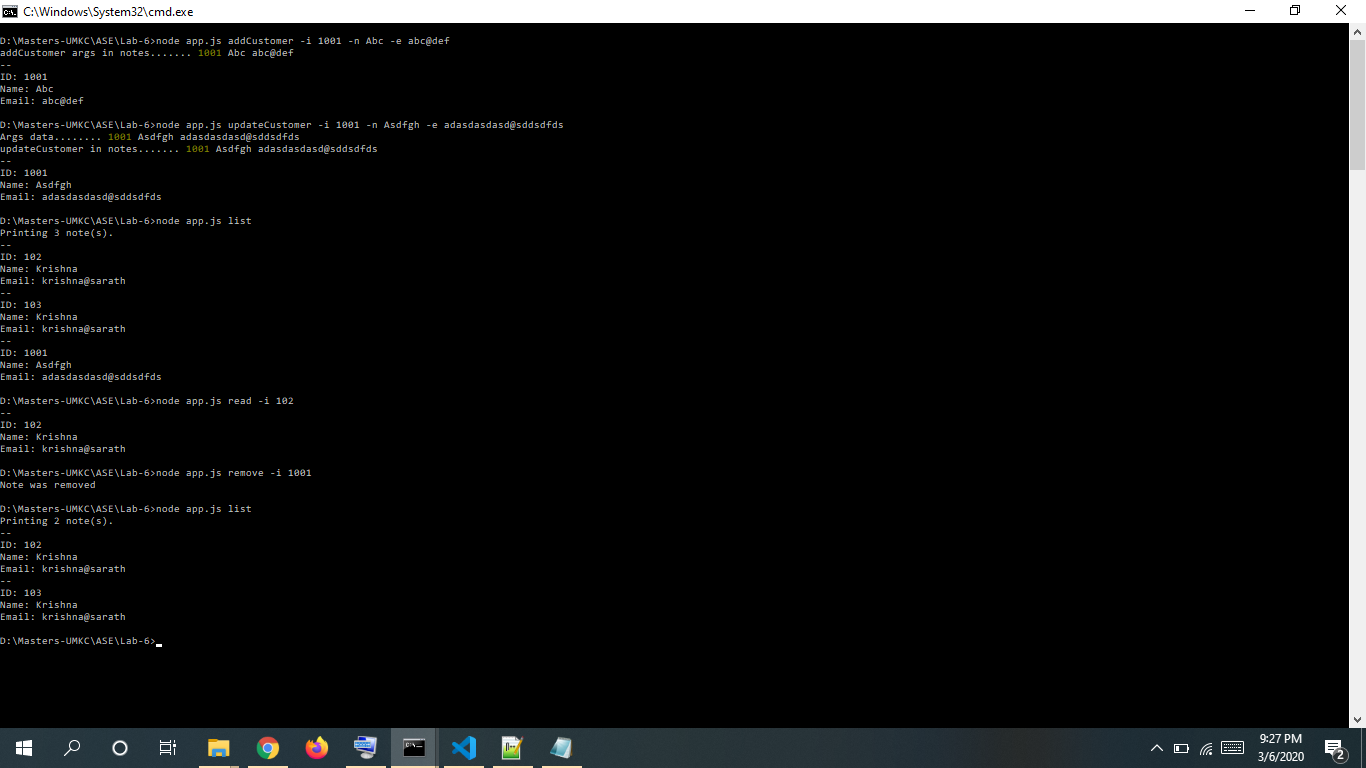 C:\Windows\System32\cmd.exe
D:\Masters-UMKC\ASE\Lab-6>node app.js addCustomer -i 1001 -n Abc -e abc@def
addCustomer args in notes....... 1001 Abc abc@def
--
ID: 1001
Name: Abc
Email: abc@def
D:\Masters-UMKC\ASE\Lab-6>node app.js updateCustomer -i 1001 -n Asdfgh -e adasdasdasd@sddsdfds
Args data........ 1001 Asdfgh adasdasdasd@sddsdfds
updateCustomer in notes....... 1001 Asdfgh adasdasdasd@sddsdfds
--
ID: 1001
Name: Asdfgh
Email: adasdasdasd@sddsdfds
D:\Masters-UMKC\ASE\Lab-6>node app.js list
Printing 3 note(s).
--
ID: 102
Name: Krishna
Email: krishna@sarath
--
ID: 103
Name: Krishna
Email: krishna@sarath
--
ID: 1001
Name: Asdfgh
Email: adasdasdasd@sddsdfds
D:\Masters-UMKC\ASE\Lab-6>node app.js read -i 102
--
ID: 102
Name: Krishna
Email: krishna@sarath
D:\Masters-UMKC\ASE\Lab-6>node app.js remove -i 1001
Note was removed
D:\Masters-UMKC\ASE\Lab-6>node app.js list
Printing 2 note(s).
--
ID: 102
Name: Krishna
Email: krishna@sarath
--
ID: 103
Name: Krishna
Email: krishna@sarath
D:\Masters-UMKC\ASE\Lab-6>
9:27 PM
3/6/2020
2